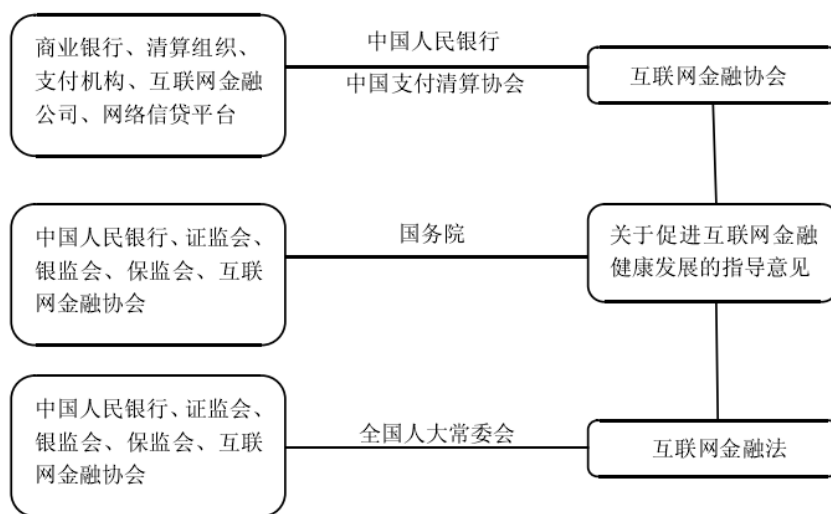 商业银行、清算组织、
支付机构、互联网金融
公司、网络信贷平台
中国人民银行
中国支付清算协会
互联网金融协会
中国人民银行、证监会、
银监会、保监会、互联
网金融协会
国务院
关于促进互联网金融
健康发展的指导意见
中国人民银行、证监会、
银监会、保监会、互联
网金融协会
全国人大常委会
互联网金融法